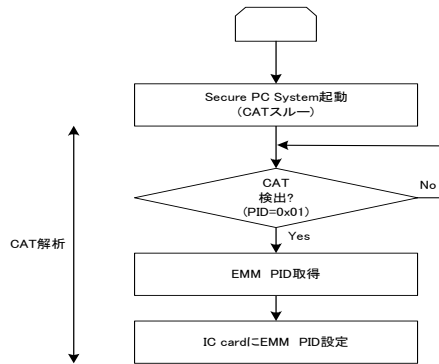 Secure PC System起動
(CATスルー)
CAT
検出?
(PID=0x01)
No
Yes
CAT解析
EMM PID取得
IC cardにEMM PID設定